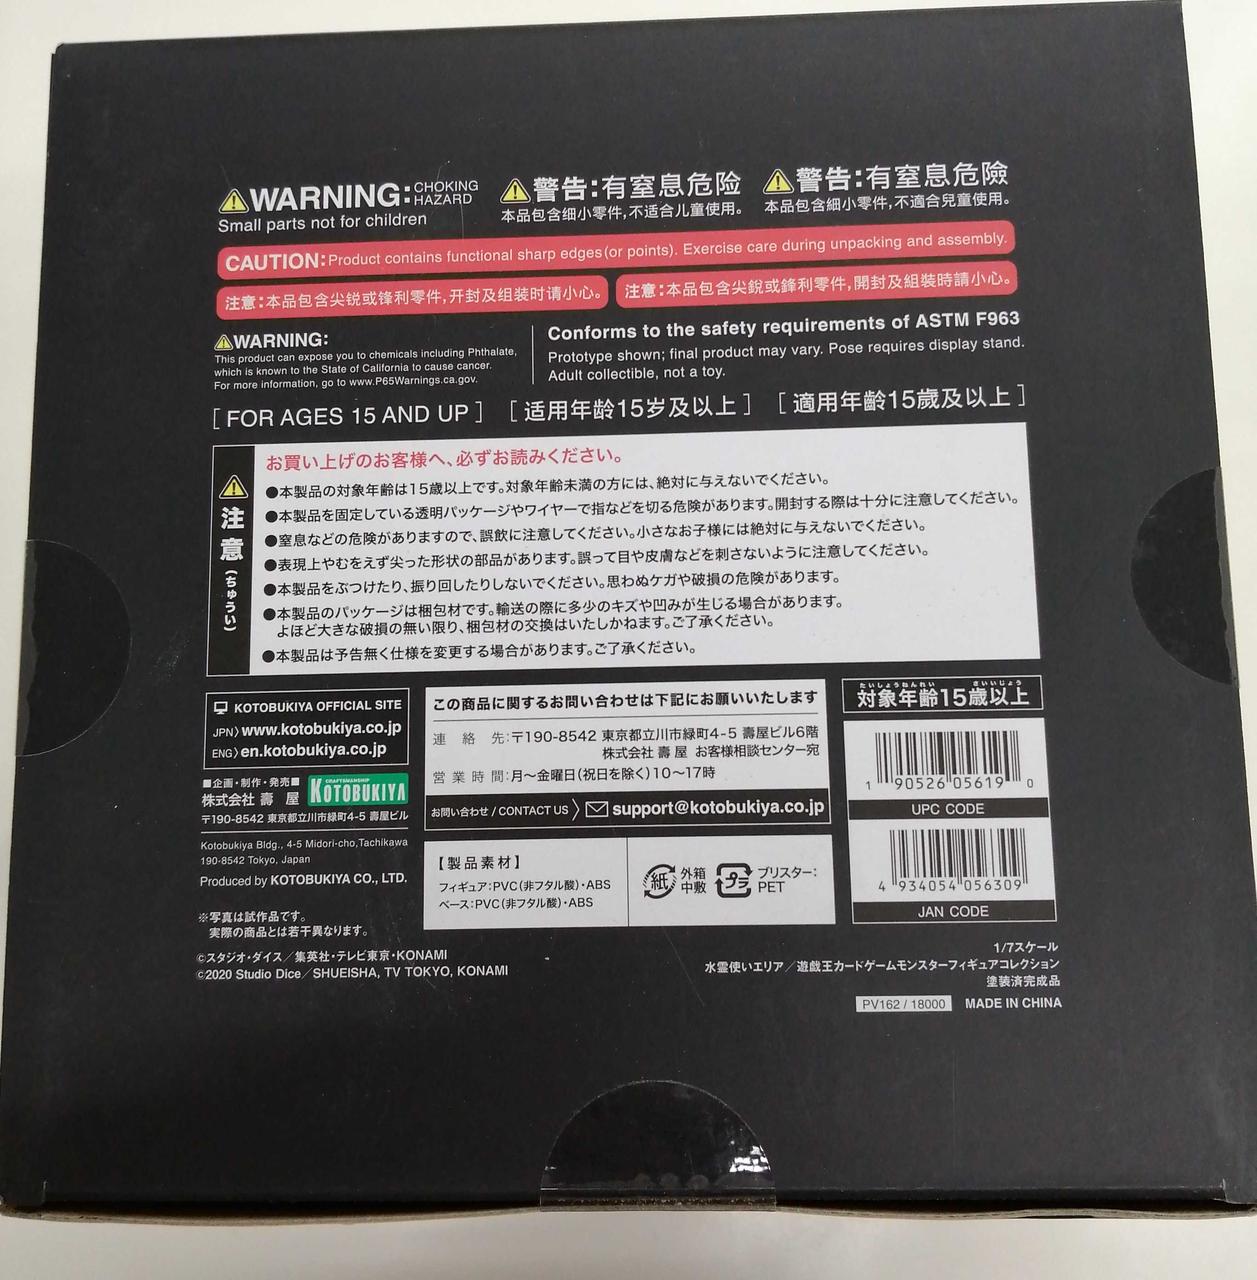 WARNING: CHOKING HAZARD
Small parts not for children
警告:有窒息危险
本品包含细小零件,不适合儿童使用。
警告:有窒息危險
本品包含細小零件,不適合兒童使用。
CAUTION: Product contains functional sharp edges (or points). Exercise care during unpacking and assembly.
注意:本品包含尖锐或锋利零件,开封及组装时请小心。
注意:本品包含尖銳或鋒利零件,開封及組裝時請小心。
WARNING:
This product can expose you to chemicals including Phthalate,
which is known to the State of California to cause cancer.
For more information, go to www.P65Warnings.ca.gov.
Conforms to the safety requirements of ASTM F963
Prototype shown; final product may vary. Pose requires display stand.
Adult collectible, not a toy.
[ FOR AGES 15 AND UP ] [ 适用年龄15岁及以上 ] [ 適用年齡15歲及以上 ]
注意(ちゅうい)
お買い上げのお客様へ、必ずお読みください。
●本製品の対象年齢は15歳以上です。対象年齢未満の方には、絶対に与えないでください。
●本製品を固定している透明パッケージやワイヤーで指などを切る危険があります。開封する際は十分に注意してください。
●窒息などの危険がありますので、誤飲に注意してください。小さなお子様には絶対に与えないでください。
●表現上やむをえず尖った形状の部品があります。誤って目や皮膚などを刺さないように注意してください。
●本製品をぶつけたり、振り回したりしないでください。思わぬケガや破損の危険があります。
●本製品のパッケージは梱包材です。輸送の際に多少のキズや凹みが生じる場合があります。
よほど大きな破損の無い限り、梱包材の交換はいたしかねます。ご了承ください。
●本製品は予告無く仕様を変更する場合があります。ご了承ください。
KOTOBUKIYA OFFICIAL SITE
JPN〉www.kotobukiya.co.jp
ENG〉en.kotobukiya.co.jp
■企画・制作・発売■
株式会社 壽 屋
CRAFTSMANSHIP
KOTOBUKIYA
〒190-8542 東京都立川市緑町4-5 壽屋ビル
Kotobukiya Bldg., 4-5 Midori-cho,Tachikawa
190-8542 Tokyo, Japan
Produced by KOTOBUKIYA CO., LTD.
※写真は試作品です。
実際の商品とは若干異なります。
この商品に関するお問い合わせは下記にお願いいたします
連絡先:〒190-8542 東京都立川市緑町4-5 壽屋ビル6階
株式会社 壽 屋 お客様相談センター宛
営業時間:月〜金曜日(祝日を除く)10〜17時
お問い合わせ / CONTACT US 〉 support@kotobukiya.co.jp
【製品素材】
フィギュア:PVC(非フタル酸)・ABS
ベース:PVC(非フタル酸)・ABS
紙 外箱
中敷
プラ ブリスター:
PET
たいしょうねんれい さいいじょう
対象年齢15歳以上
1 90526 05619 0
UPC CODE
4 934054 056309
JAN CODE
©スタジオ・ダイス／集英社・テレビ東京・KONAMI
©2020 Studio Dice／SHUEISHA, TV TOKYO, KONAMI
1/7スケール
水霊使いエリア／遊戯王カードゲームモンスターフィギュアコレクション
塗装済完成品
PV162 / 18000 MADE IN CHINA